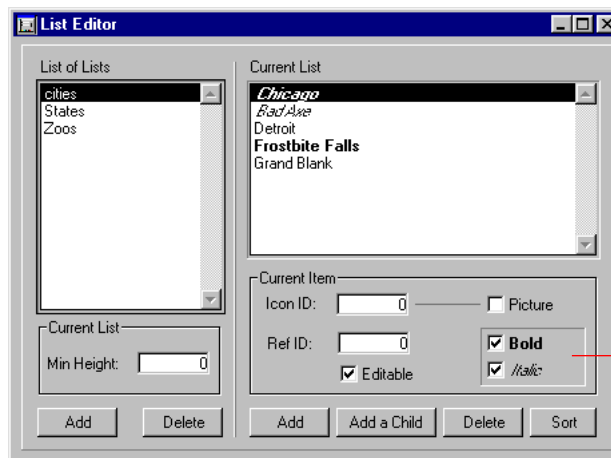 List Editor
List of Lists
cities
States
Zoos
Current List
Min Height: 0
Add Delete
Current List
Chicago
Bad Axe
Detroit
Frostbite Falls
Grand Blank
Current Item
Icon ID: 0 Picture
Ref ID: 0 Bold
Editable Italic
Add Add a Child Delete Sort